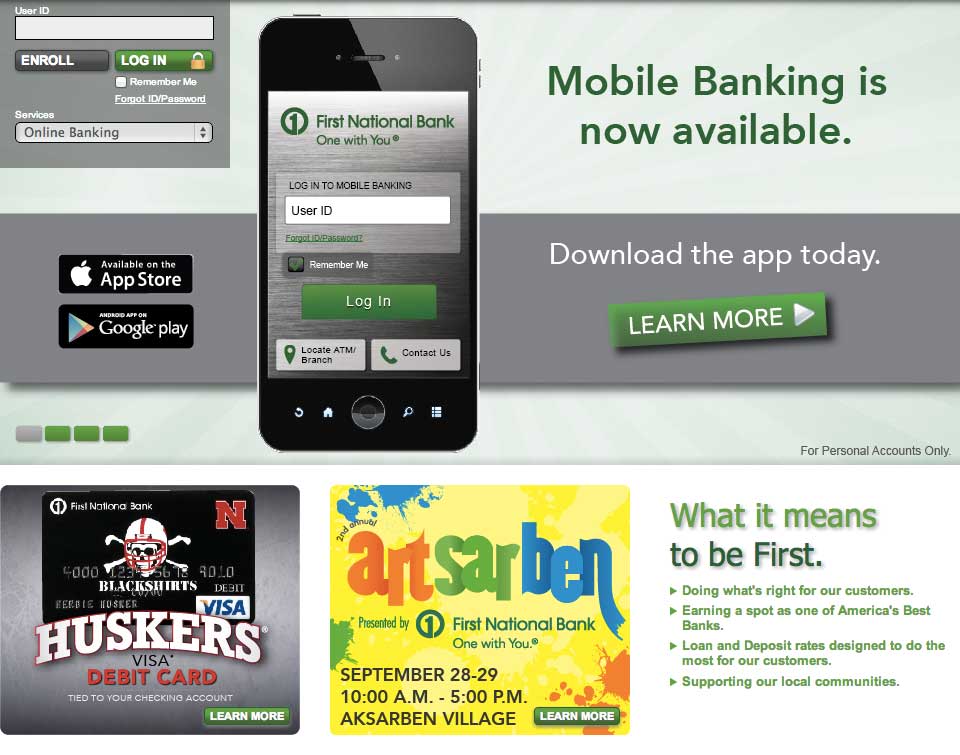 User ID
ENROLL
LOG IN
Remember Me
Forgot ID/Password
Services
Online Banking
Available on the
App Store
ANDROID APP ON
Google play
1 First National Bank
One with You®
LOG IN TO MOBILE BANKING
User ID
Forgot ID/Password?
Remember Me
Log In
Locate ATM/
Branch
Contact Us
Mobile Banking is
now available.
Download the app today.
LEARN MORE
For Personal Accounts Only.
1 First National Bank
N
BLACKSHIRTS
DEBIT
VISA
HUSKERS®
VISA*
DEBIT CARD
TIED TO YOUR CHECKING ACCOUNT
LEARN MORE
2nd annual
artsarben
Presented by
1 First National Bank
One with You.®
SEPTEMBER 28-29
10:00 A.M. - 5:00 P.M.
AKSARBEN VILLAGE
LEARN MORE
What it means
to be First.
Doing what's right for our customers.
Earning a spot as one of America's Best
Banks.
Loan and Deposit rates designed to do the
most for our customers.
Supporting our local communities.